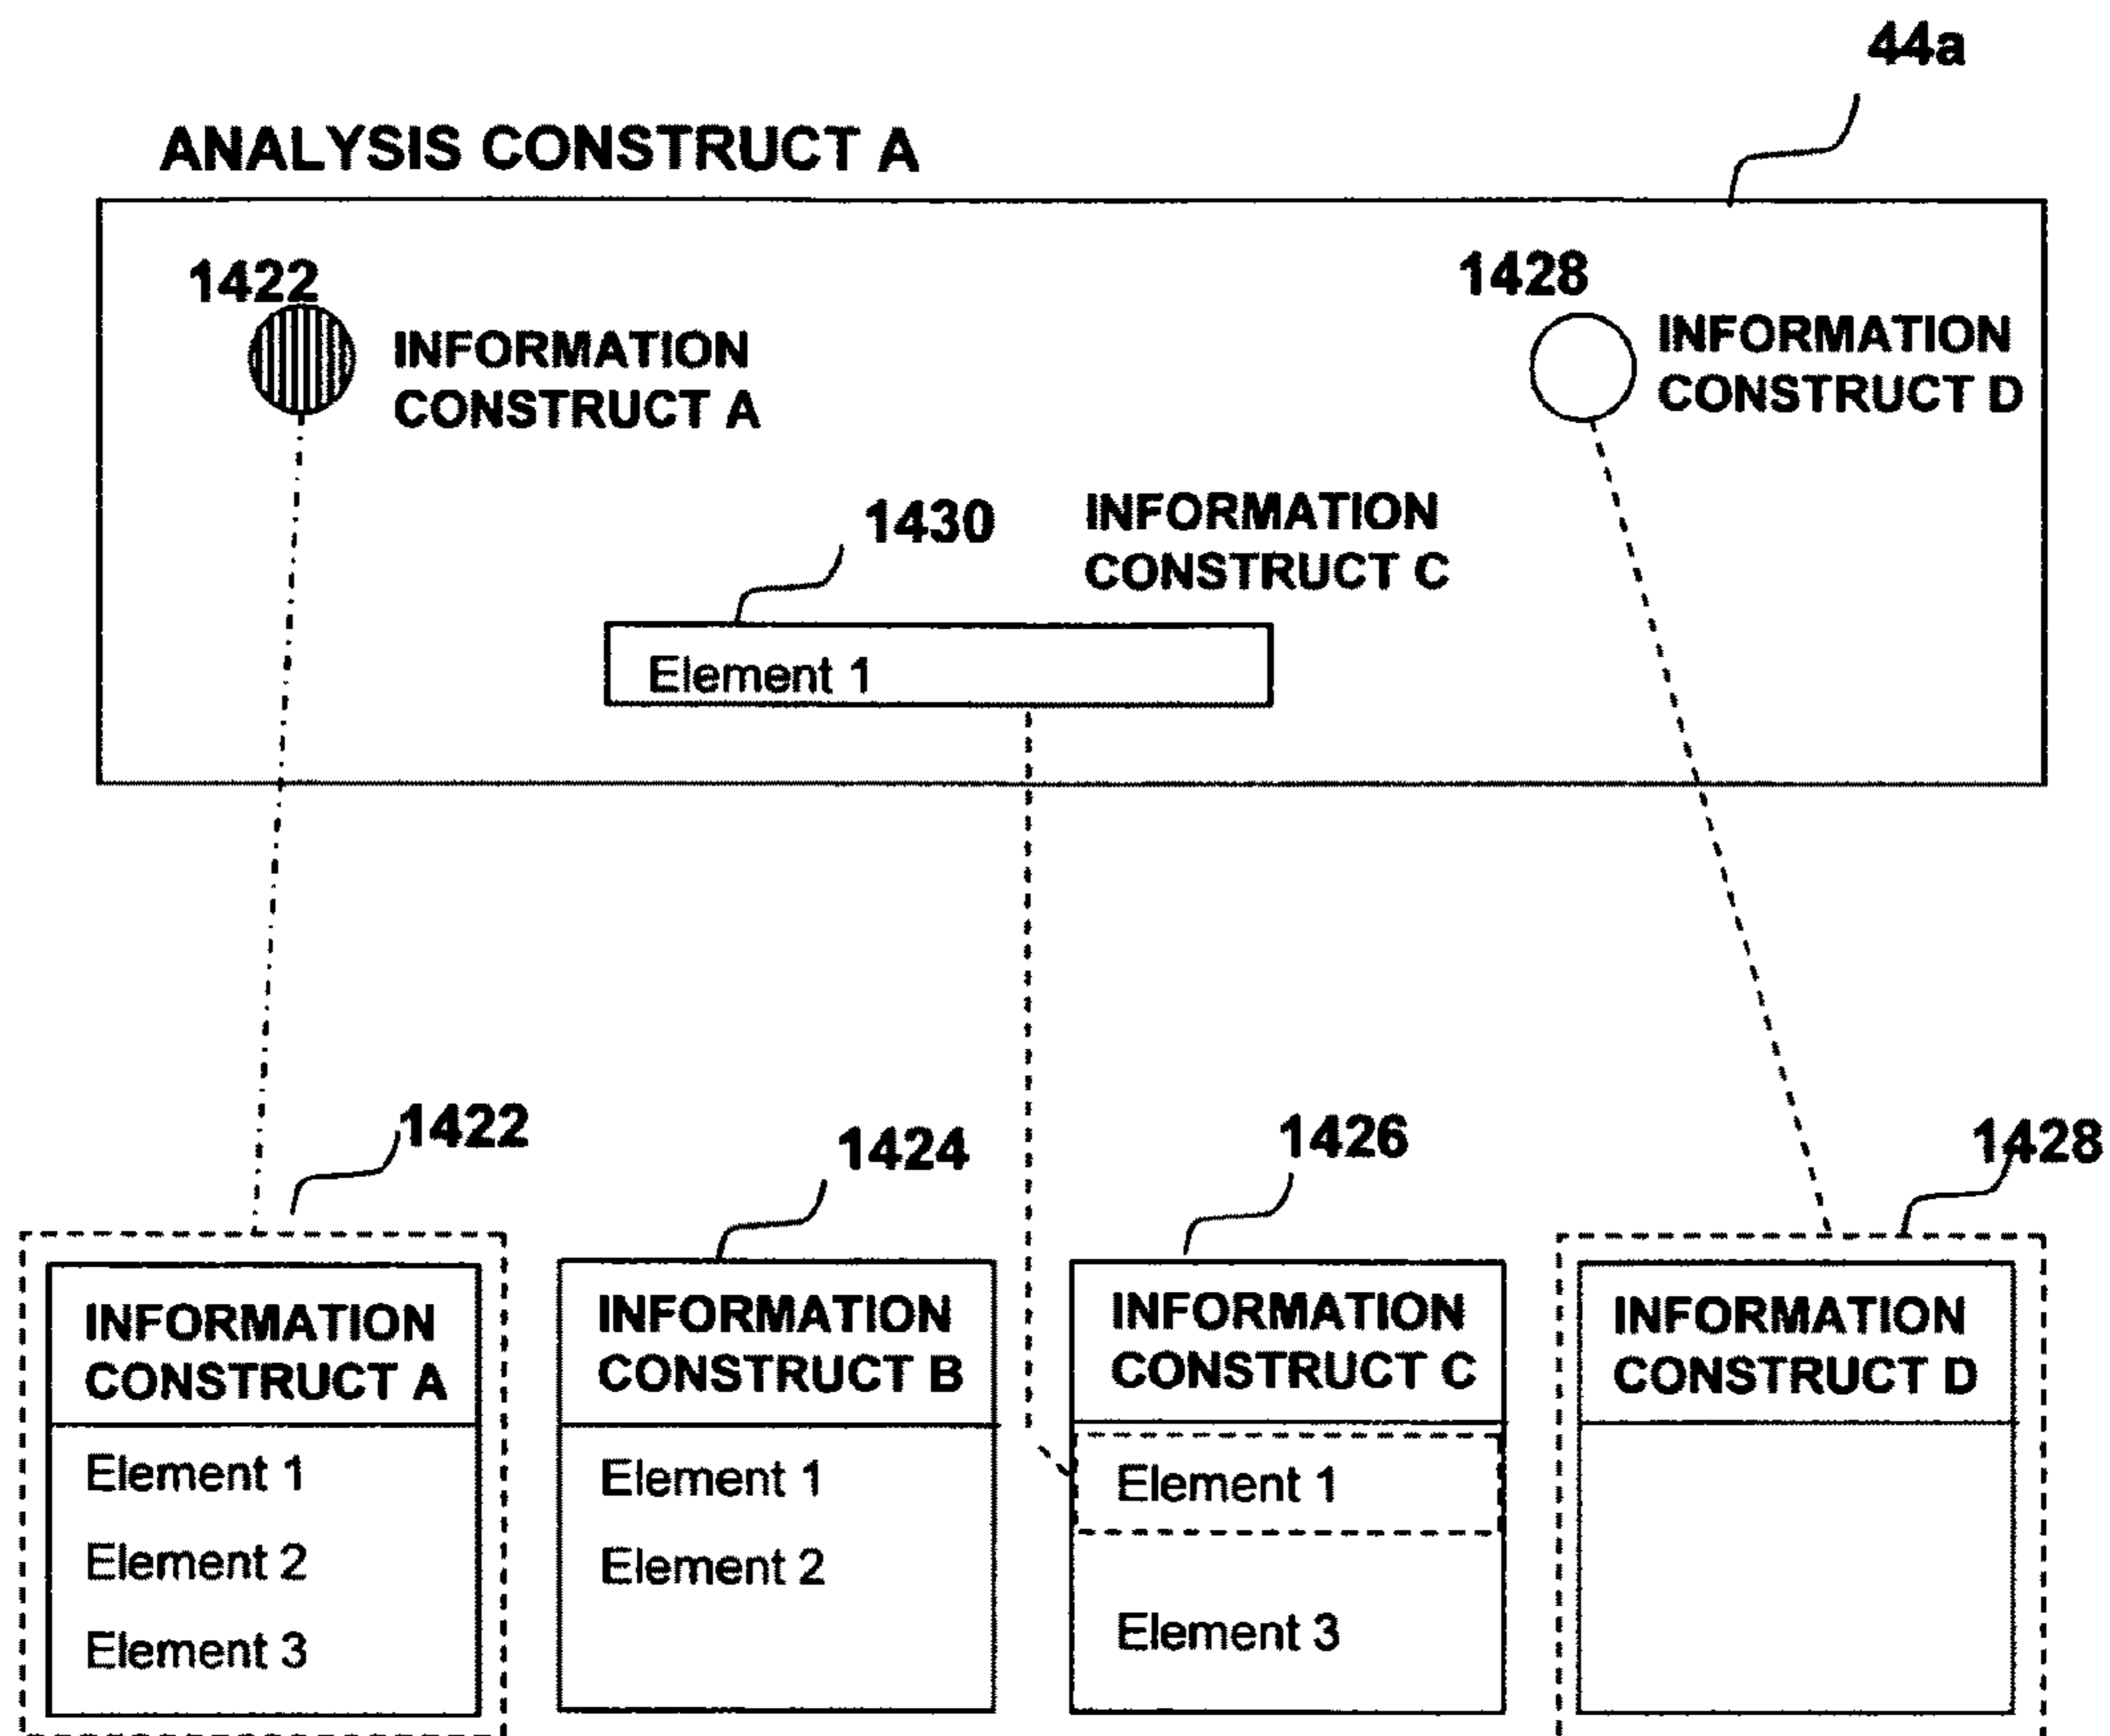 44a
ANALYSIS CONSTRUCT A
1422
INFORMATION
CONSTRUCT A
1428
INFORMATION
CONSTRUCT D
1430
INFORMATION
CONSTRUCT C
Element 1
1422
1424
1426
1428
INFORMATION
CONSTRUCT A
Element 1
Element 2
Element 3
INFORMATION
CONSTRUCT B
Element 1
Element 2
INFORMATION
CONSTRUCT C
Element 1
Element 3
INFORMATION
CONSTRUCT D